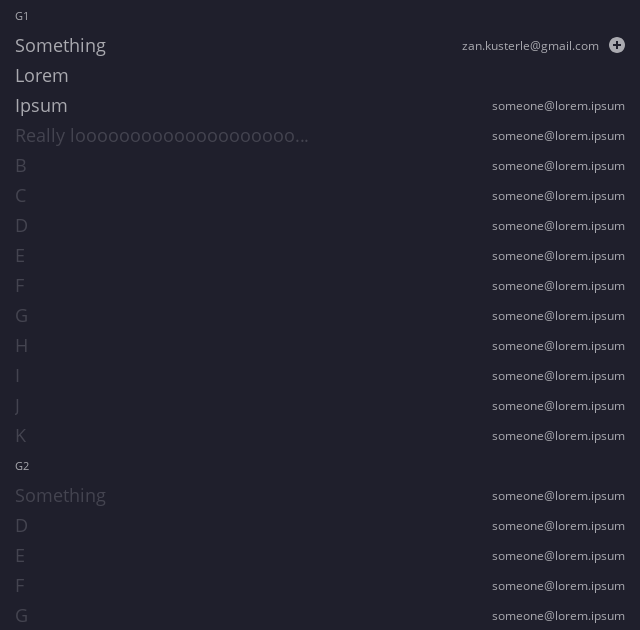 G1
Something zan.kusterle@gmail.com
Lorem
Ipsum someone@lorem.ipsum
Really loooooooooooooooooooo... someone@lorem.ipsum
B someone@lorem.ipsum
C someone@lorem.ipsum
D someone@lorem.ipsum
E someone@lorem.ipsum
F someone@lorem.ipsum
G someone@lorem.ipsum
H someone@lorem.ipsum
I someone@lorem.ipsum
J someone@lorem.ipsum
K someone@lorem.ipsum
G2
Something someone@lorem.ipsum
D someone@lorem.ipsum
E someone@lorem.ipsum
F someone@lorem.ipsum
G someone@lorem.ipsum